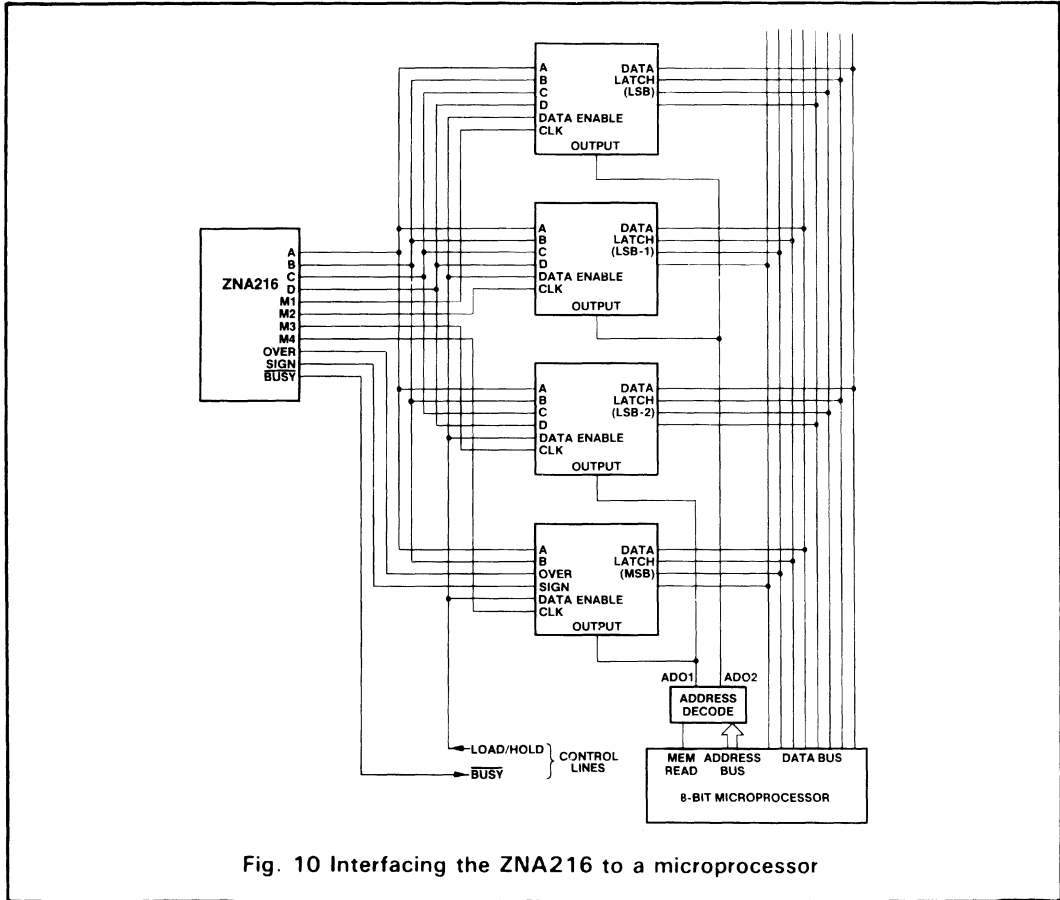 A DATA
B LATCH
C (LSB)
D
DATA ENABLE
CLK
OUTPUT
A DATA
B LATCH
C (LSB-1)
D
DATA ENABLE
CLK
OUTPUT
ZNA216
A
B
C
D
M1
M2
M3
M4
OVER
SIGN
BUSY
A DATA
B LATCH
C (LSB-2)
D
DATA ENABLE
CLK
OUTPUT
A DATA
B LATCH
OVER (MSB)
SIGN
DATA ENABLE
CLK
OUTPUT
ADO1 ADO2
ADDRESS
DECODE
LOAD/HOLD
BUSY
CONTROL
LINES
MEM READ
ADDRESS BUS
DATA BUS
8-BIT MICROPROCESSOR
Fig. 10 Interfacing the ZNA216 to a microprocessor